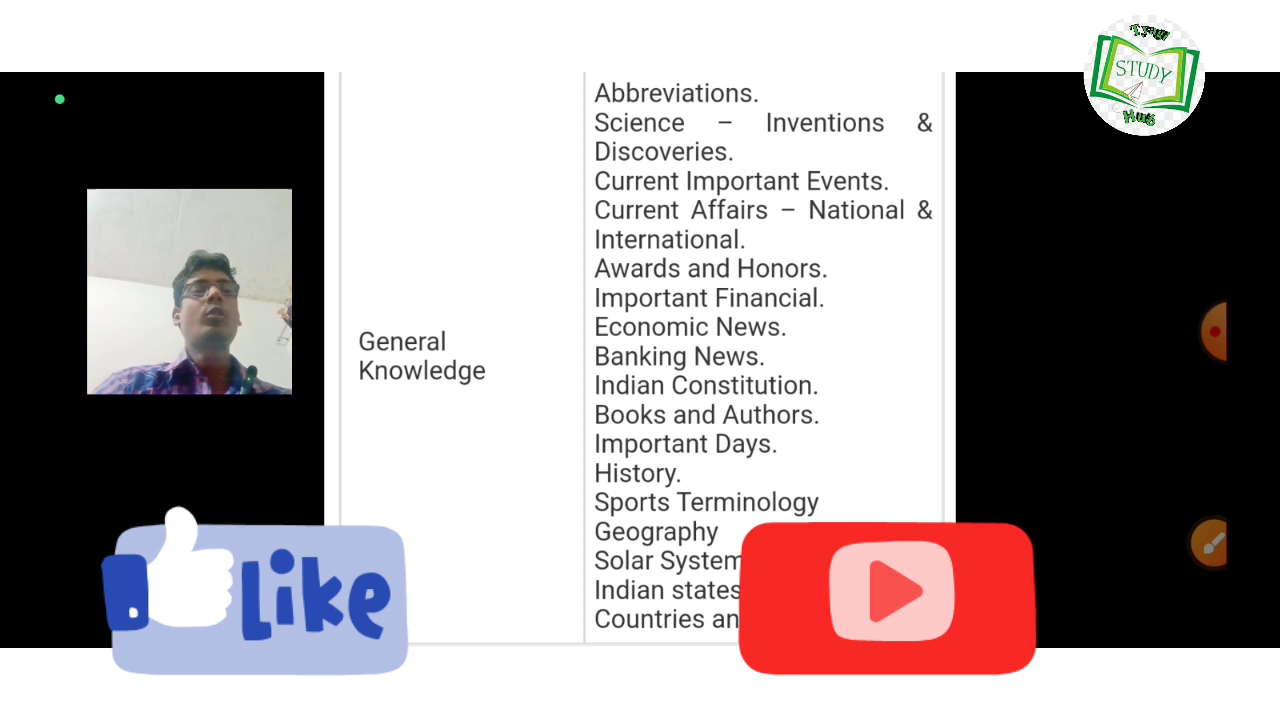 Tyagi
STUDY
Hub
Abbreviations.
Science – Inventions &
Discoveries.
Current Important Events.
Current Affairs – National &
International.
Awards and Honors.
Important Financial.
Economic News.
Banking News.
Indian Constitution.
Books and Authors.
Important Days.
History.
Sports Terminology
Geography
Solar System
Indian states
Countries an
General
Knowledge
Like